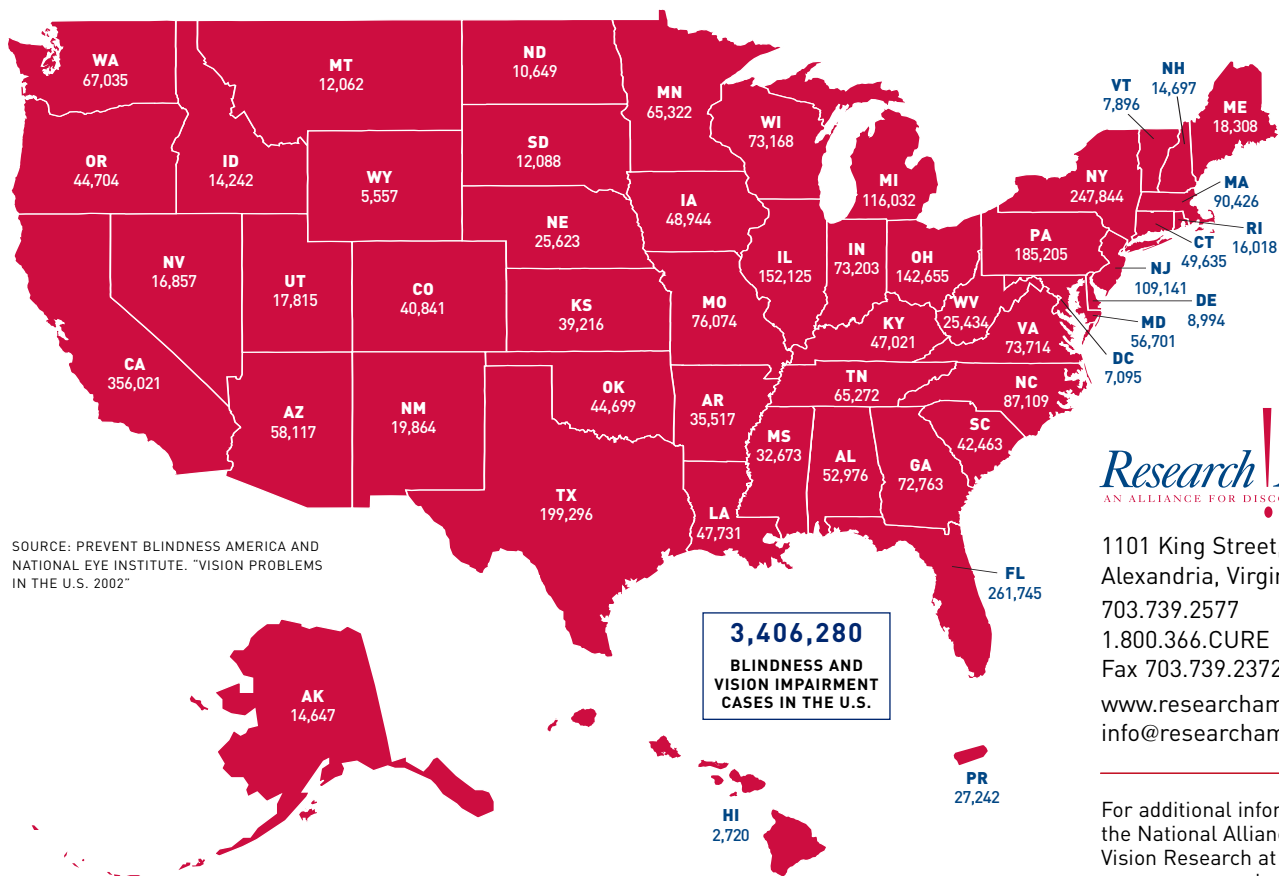 WA
67,035
MT
12,062
ND
10,649
MN
65,322
WI
73,168
VT
7,896
NH
14,697
ME
18,308
OR
44,704
ID
14,242
WY
5,557
SD
12,088
IA
48,944
MI
116,032
NY
247,844
MA
90,426
RI
16,018
CT
49,635
NE
25,623
NV
16,857
UT
17,815
CO
40,841
KS
39,216
MO
76,074
IL
152,125
IN
73,203
OH
142,655
PA
185,205
NJ
109,141
DE
8,994
MD
56,701
DC
7,095
WV
25,434
VA
73,714
KY
47,021
CA
356,021
AZ
58,117
NM
19,864
OK
44,699
AR
35,517
TN
65,272
NC
87,109
SC
42,463
MS
32,673
AL
52,976
GA
72,763
TX
199,296
LA
47,731
FL
261,745
SOURCE: PREVENT BLINDNESS AMERICA AND
NATIONAL EYE INSTITUTE. "VISION PROBLEMS
IN THE U.S. 2002"
3,406,280
BLINDNESS AND
VISION IMPAIRMENT
CASES IN THE U.S.
AK
14,647
HI
2,720
PR
27,242
Research!
AN ALLIANCE FOR
1101 King Street,
Alexandria,
703.739.2577
1.800.366.CURE
Fax 703.739.2372
For additional
the National
Vision Research at